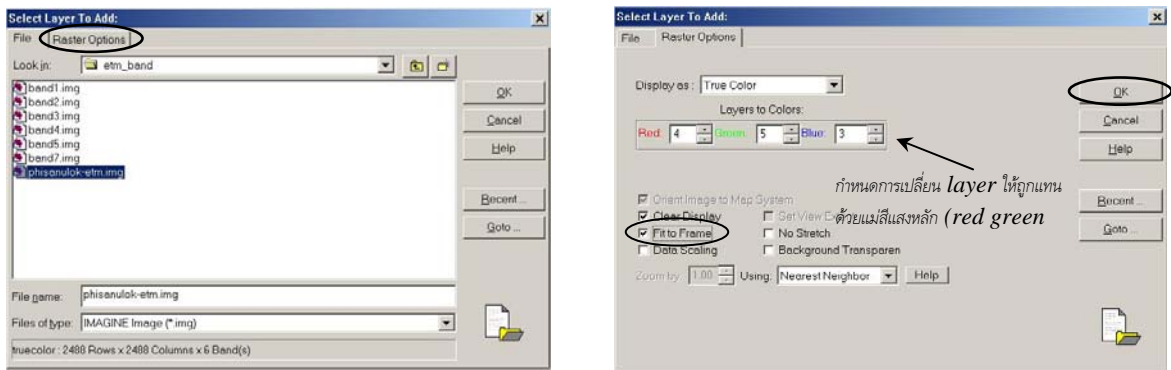 Select Layer To Add:
File Raster Options
Look in: etm_band
band1.img
band2.img
band3.img
band4.img
band5.img
band7.img
phisanulok-etm.img
OK
Cancel
Help
Recent ...
Goto ...
File name: phisanulok-etm.img
Files of type: IMAGINE Image (*.img)
truecolor : 2488 Rows x 2488 Columns x 6 Band(s)
Select Layer To Add:
File Raster Options
Display as : True Color
Layers to Colors:
Red: 4 Green: 5 Blue: 3
OK
Cancel
Help
Recent ...
Goto ...
กำหนดการเปลี่ยน layer ให้ถูกแทน
ด้วยแม่สีแสงหลัก (red green
Orient Image to Map System
Clear Display Set View Ex
Fit to Frame No Stretch
Data Scaling Background Transparen
Zoom by: 1.00 Using: Nearest Neighbor Help